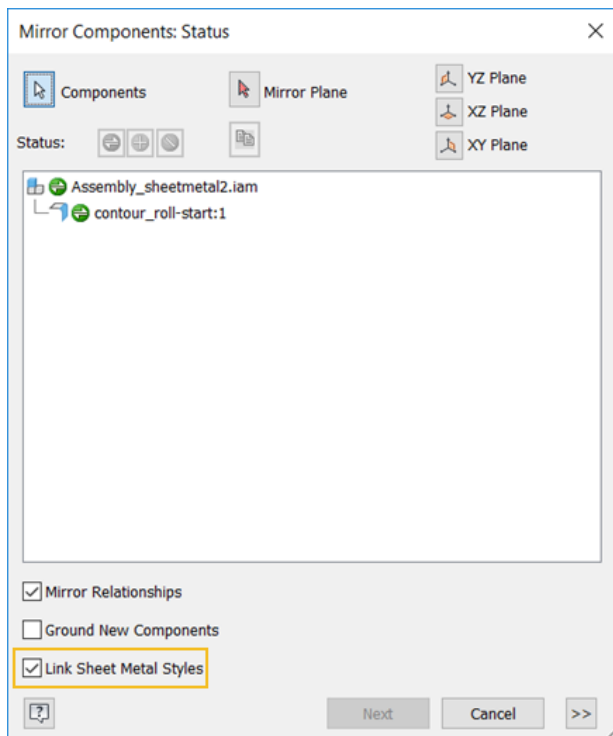 Mirror Components: Status
Components
Mirror Plane
YZ Plane
XZ Plane
XY Plane
Status:
Assembly_sheetmetal2.iam
contour_roll-start:1
Mirror Relationships
Ground New Components
Link Sheet Metal Styles
?
Next
Cancel
>>